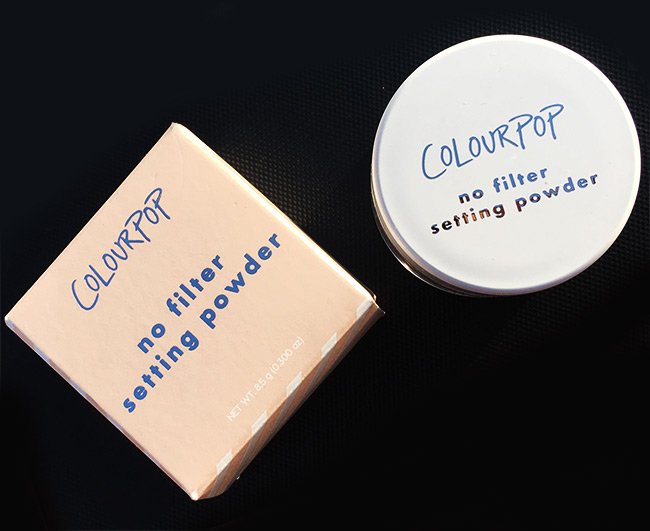 COLOURPOP
no filter
setting powder
NET WT. 8.5 g (0.300 oz)
COLOURPOP
no filter
setting powder